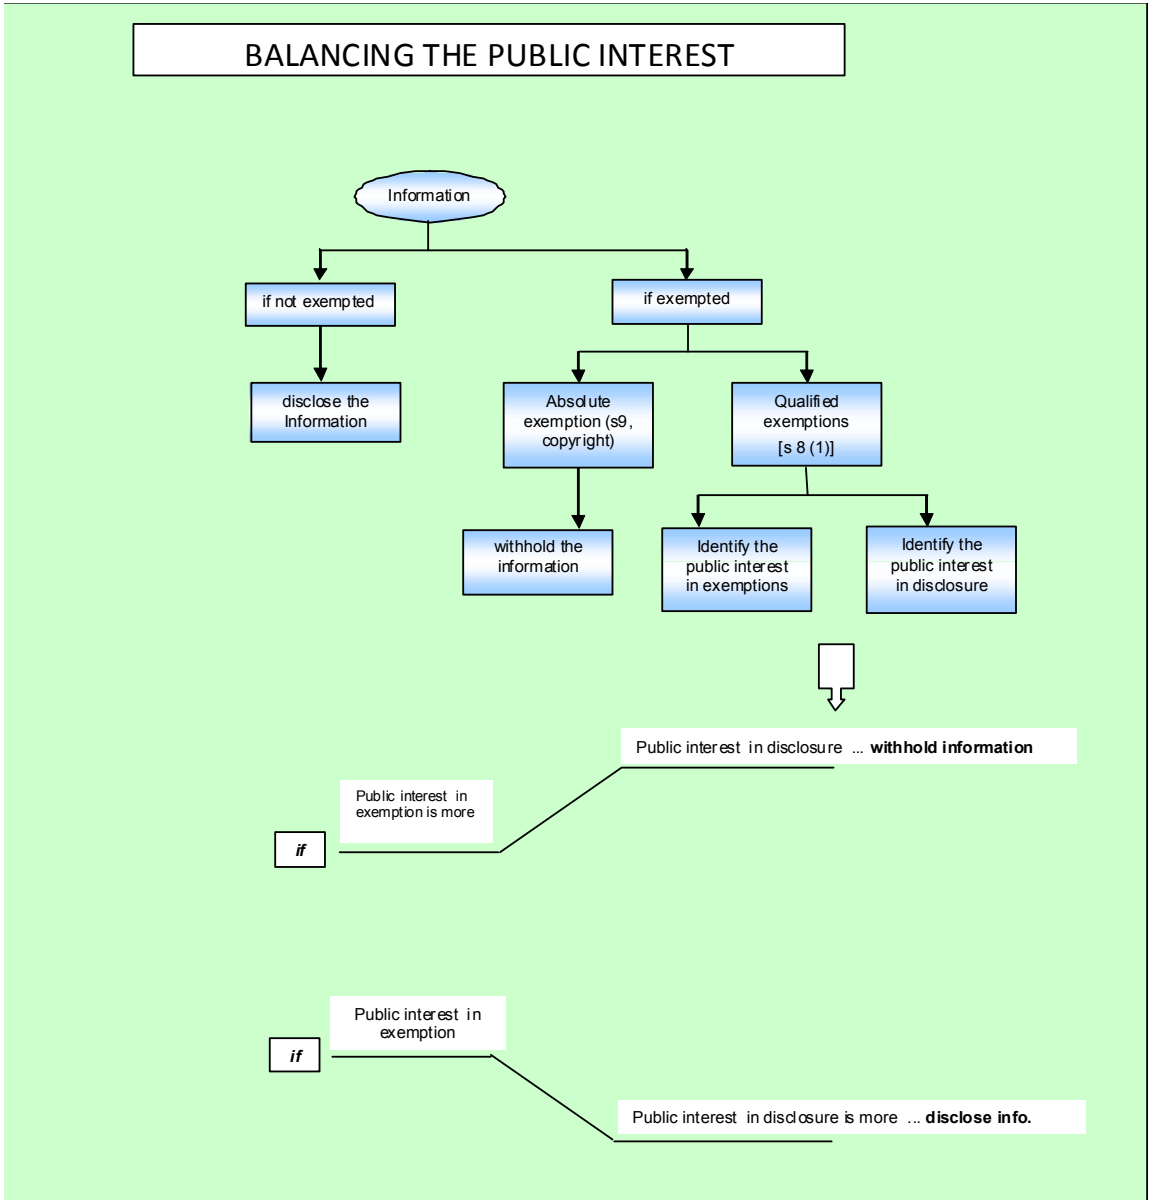 BALANCING THE PUBLIC INTEREST
Information
if not exempted
if exempted
disclose the
Information
Absolute
exemption (s9,
copyright)
Qualified
exemptions
[s 8 (1)]
withhold the
information
Identify the
public interest
in exemptions
Identify the
public interest
in disclosure
Public interest in disclosure ... withhold information
Public interest in
exemption is more
if
Public interest in
exemption
if
Public interest in disclosure is more ... disclose info.